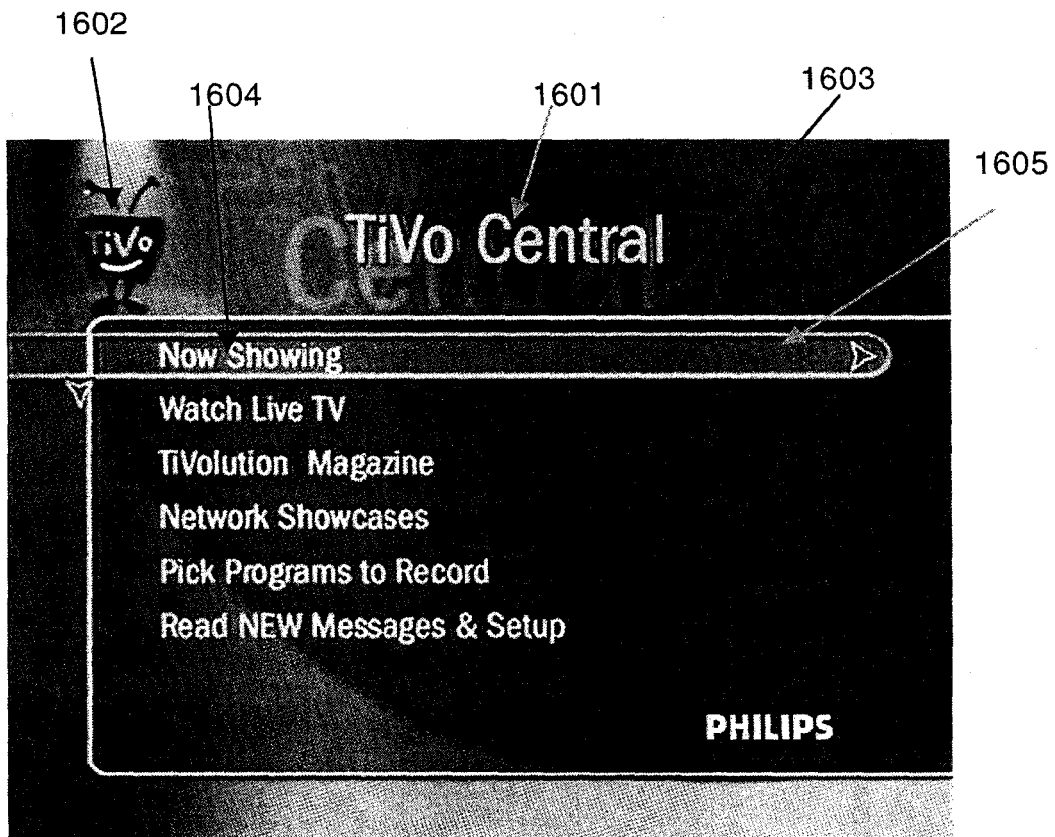 1602
1604
1601
1603
1605
TiVo
TiVo Central
Central
Now Showing
Watch Live TV
TiVolution Magazine
Network Showcases
Pick Programs to Record
Read NEW Messages & Setup
PHILIPS